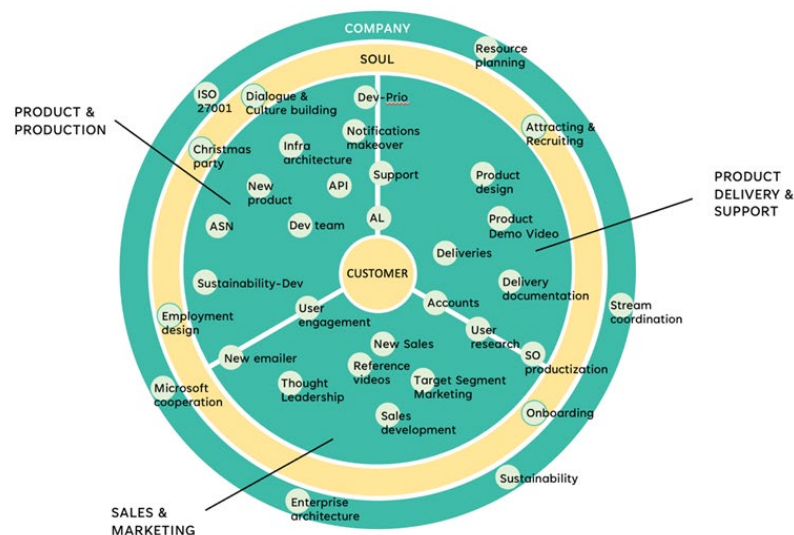 COMPANY
SOUL
Resource
planning
ISO
27001
Dialogue &
Culture building
Dev-Prio
PRODUCT &
PRODUCTION
Notifications
makeover
Attracting &
Recruiting
Christmas
party
Infra
architecture
Support
Product
design
PRODUCT
DELIVERY &
SUPPORT
New
product
API
ASN
Dev team
AL
Product
Demo Video
Deliveries
CUSTOMER
Sustainability-Dev
Delivery
documentation
Employment
design
User
engagement
Accounts
Stream
coordination
User
research
New Sales
New emailer
Reference
videos
SO
productization
Microsoft
cooperation
Thought
Leadership
Target Segment
Marketing
Sales
development
Onboarding
Sustainability
Enterprise
architecture
SALES &
MARKETING